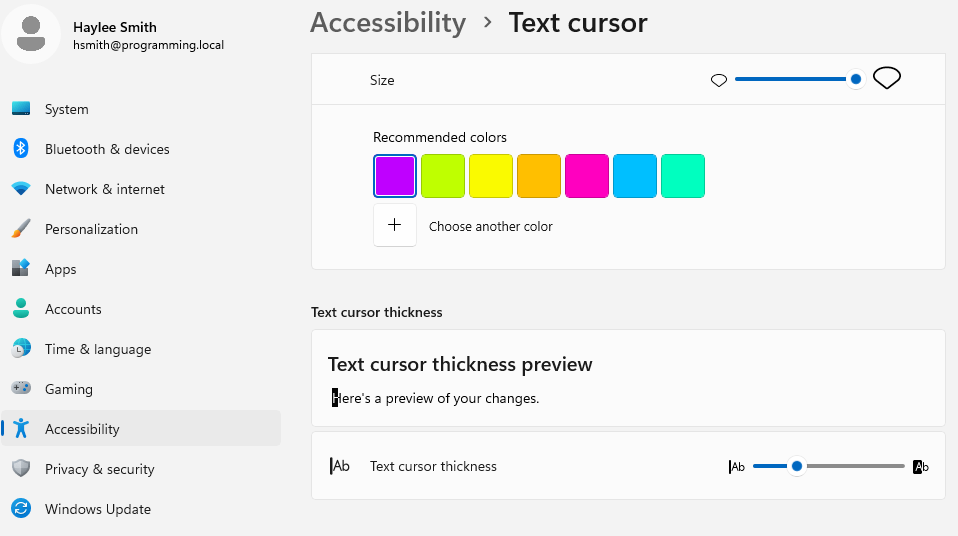 Haylee Smith
hsmith@programming.local
System
Bluetooth & devices
Network & internet
Personalization
Apps
Accounts
Time & language
Gaming
Accessibility
Privacy & security
Windows Update
Accessibility > Text cursor
Size
Recommended colors
Choose another color
Text cursor thickness
Text cursor thickness preview
Here's a preview of your changes.
Ab Text cursor thickness Ab Ab